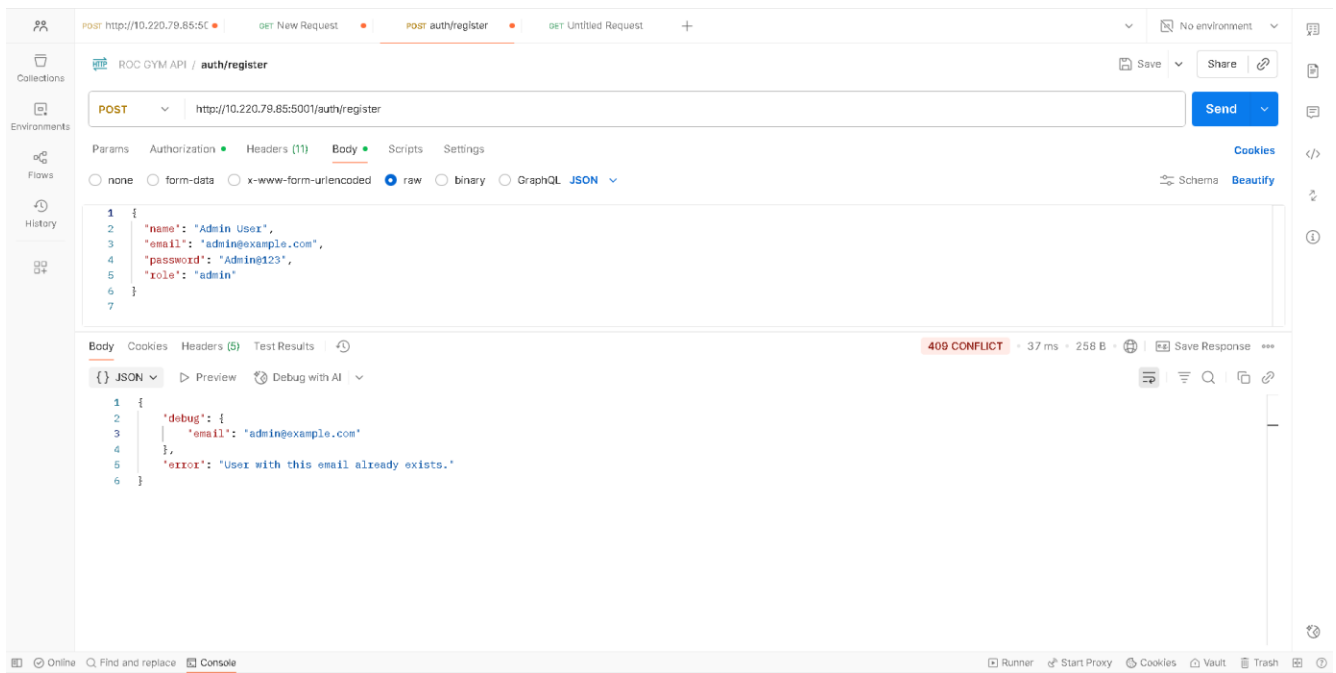 POST http://10.220.79.85:5C
GET New Request
POST auth/register
GET Untitled Request
No environment
Collections
Environments
Flows
History
HTTP ROC GYM API / auth/register
Save
Share
POST http://10.220.79.85:5001/auth/register
Send
Params Authorization Headers (11) Body Scripts Settings
Cookies
none form-data x-www-form-urlencoded raw binary GraphQL JSON
Schema Beautify
1 {
2 "name": "Admin User",
3 "email": "admin@example.com",
4 "password": "Admin@123",
5 "role": "admin"
6 }
7
Body Cookies Headers (5) Test Results
409 CONFLICT 37 ms 258 B
e.g. Save Response
{} JSON Preview Debug with AI
1 {
2 "debug": {
3 "email": "admin@example.com"
4 },
5 "error": "User with this email already exists."
6 }
Online Find and replace Console
Runner Start Proxy Cookies Vault Trash